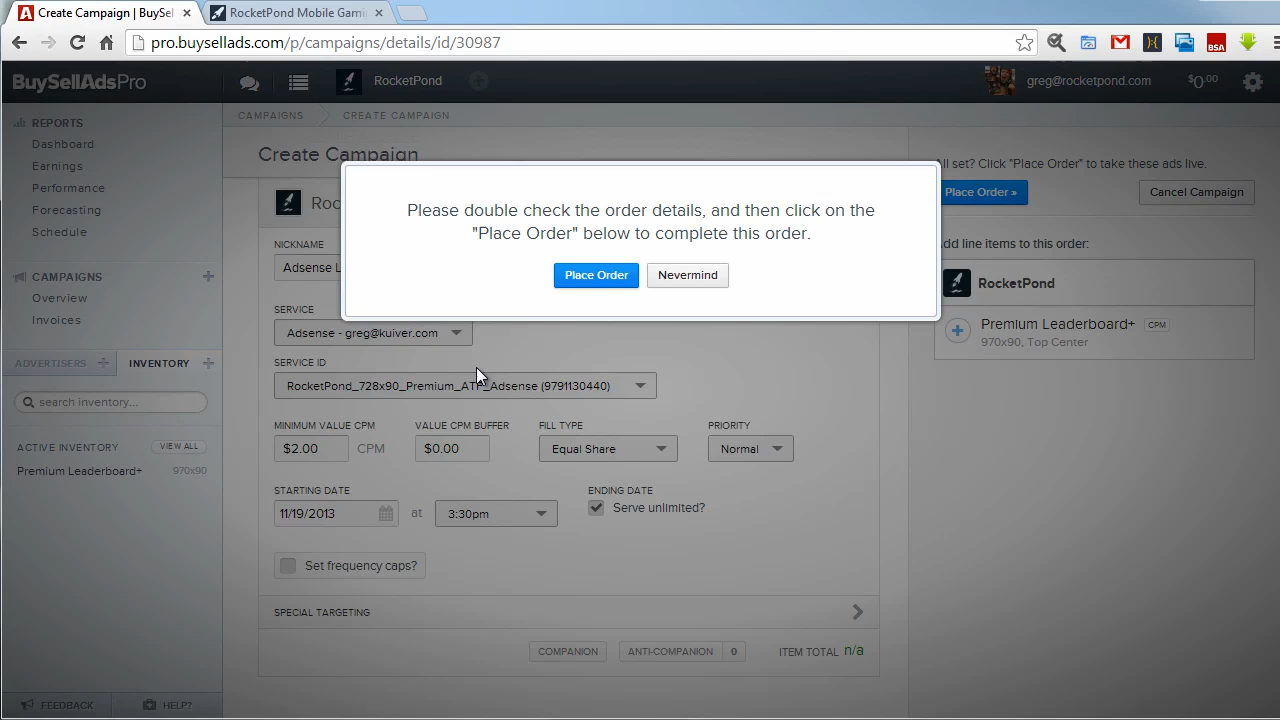 Create Campaign | BuySel
RocketPond Mobile Gami
pro.buysellads.com/p/campaigns/details/id/30987
BSA
BuySellAdsPro
RocketPond
greg@rocketpond.com
$0.00
REPORTS
Dashboard
Earnings
Performance
Forecasting
Schedule
CAMPAIGNS
Overview
Invoices
ADVERTISERS
INVENTORY
search inventory...
ACTIVE INVENTORY
VIEW ALL
Premium Leaderboard+
970x90
FEEDBACK
HELP?
CAMPAIGNS
CREATE CAMPAIGN
Create Campaign
Roc
NICKNAME
Adsense L
SERVICE
Adsense - greg@kuiver.com
SERVICE ID
RocketPond_728x90_Premium_ATF_Adsense (9791130440)
MINIMUM VALUE CPM
VALUE CPM BUFFER
FILL TYPE
PRIORITY
$2.00
CPM
$0.00
Equal Share
Normal
STARTING DATE
ENDING DATE
11/19/2013
at
3:30pm
Serve unlimited?
Set frequency caps?
SPECIAL TARGETING
COMPANION
ANTI-COMPANION
0
ITEM TOTAL n/a
Please double check the order details, and then click on the
"Place Order" below to complete this order.
Place Order
Nevermind
ll set? Click "Place Order" to take these ads live.
Place Order »
Cancel Campaign
Add line items to this order:
RocketPond
Premium Leaderboard+
CPM
970x90, Top Center